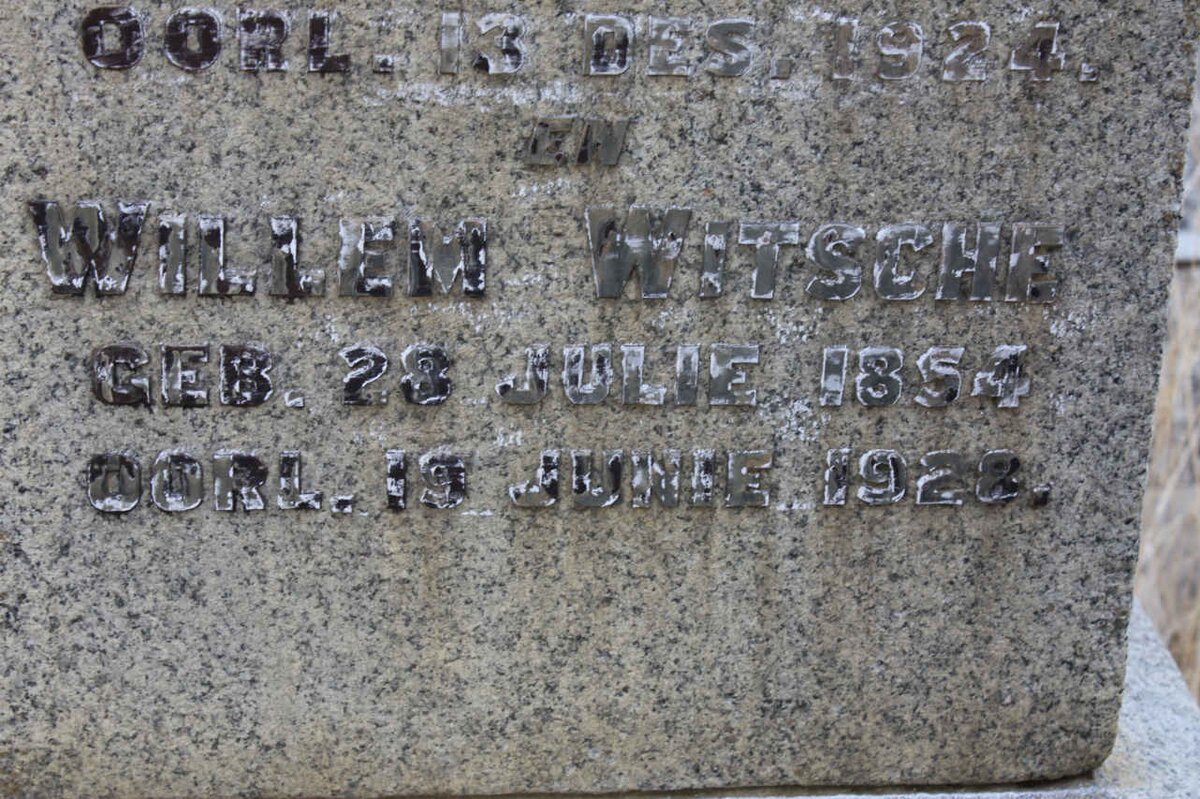 OORL. 13 DES. 1924.
EN
WILLEM WITSCHE
GEB. 28 JULIE 1854
OORL. 19 JUNIE 1928.